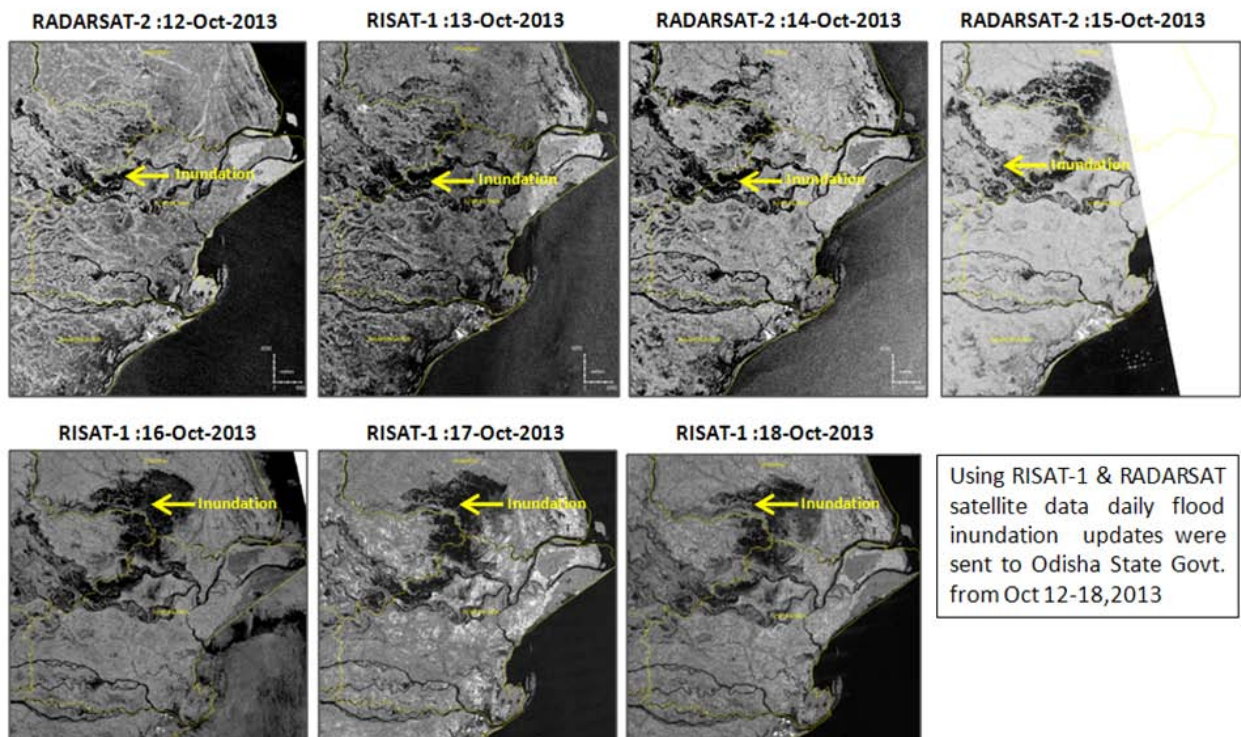 RADARSAT-2 :12-Oct-2013
RISAT-1 :13-Oct-2013
RADARSAT-2 :14-Oct-2013
RADARSAT-2 :15-Oct-2013
Inundation
Inundation
Inundation
Inundation
RISAT-1 :16-Oct-2013
RISAT-1 :17-Oct-2013
RISAT-1 :18-Oct-2013
Inundation
Inundation
Inundation
Using RISAT-1 & RADARSAT
satellite data daily flood
inundation updates were
sent to Odisha State Govt.
from Oct 12-18,2013